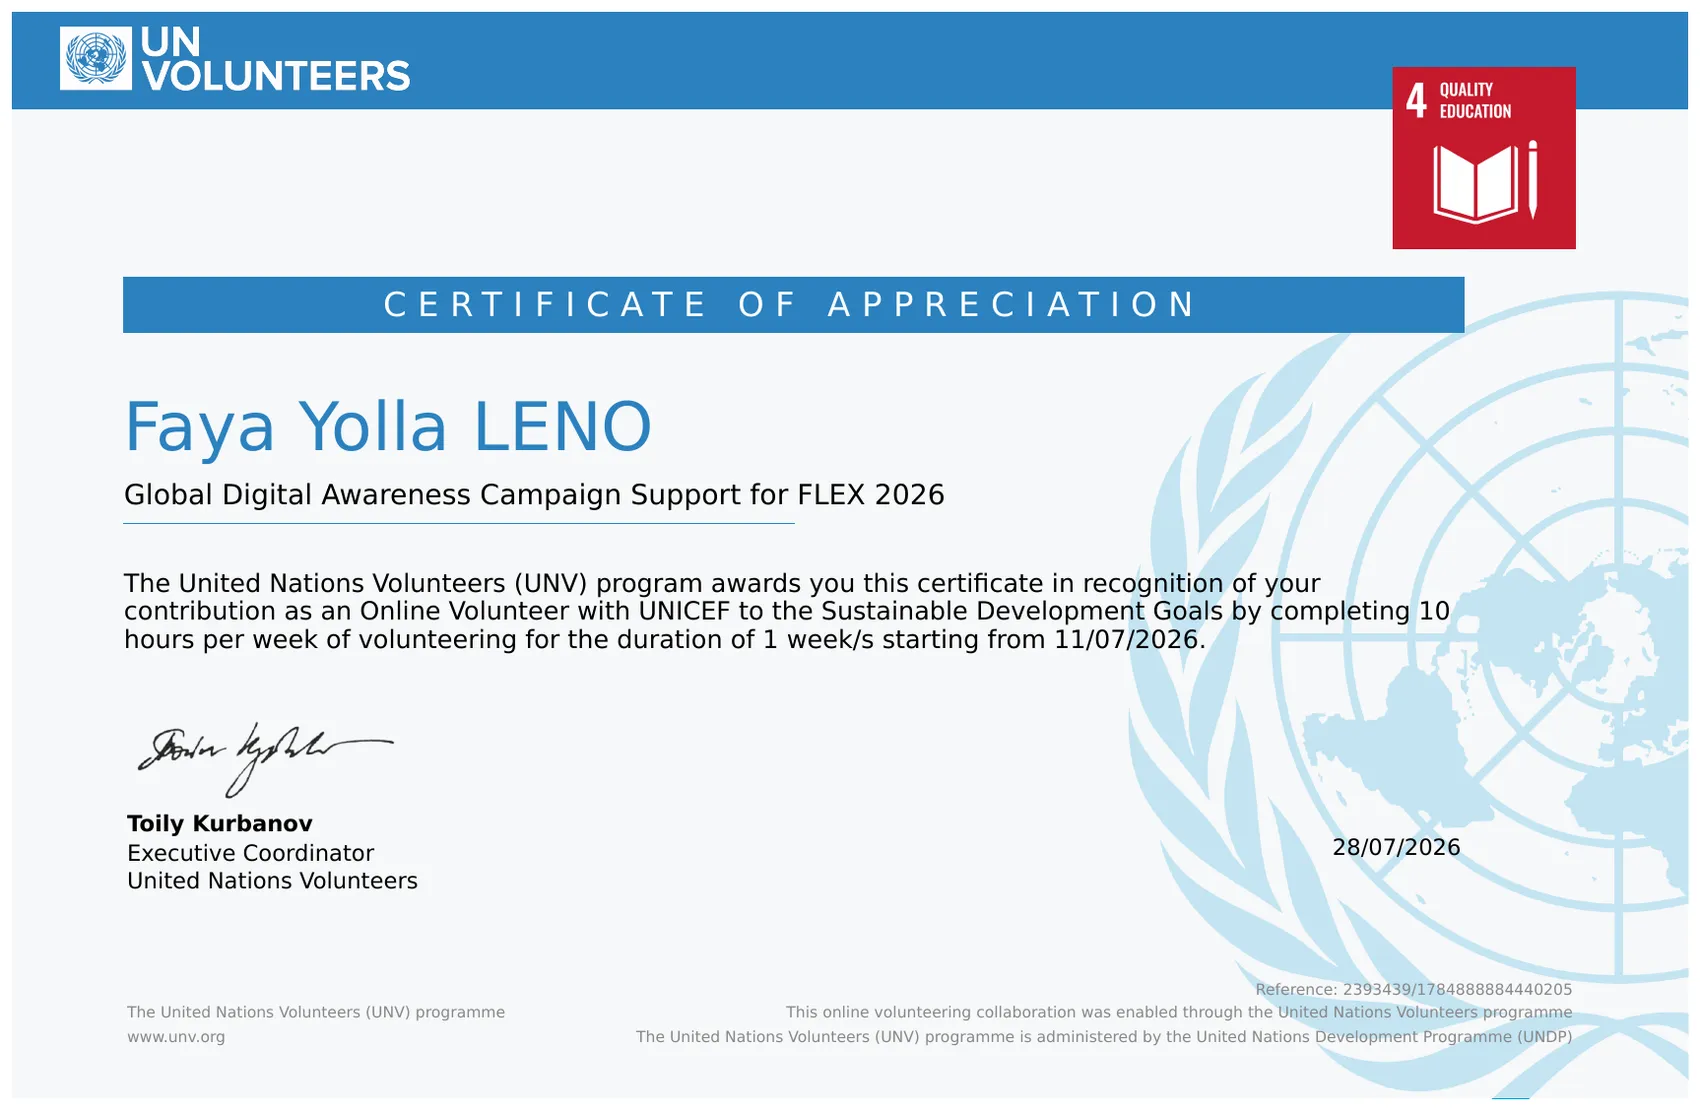 UN
VOLUNTEERS
4 QUALITY
EDUCATION
CERTIFICATE OF APPRECIATION
Faya Yolla LENO
Global Digital Awareness Campaign Support for FLEX 2026
The United Nations Volunteers (UNV) program awards you this certificate in recognition of your
contribution as an Online Volunteer with UNICEF to the Sustainable Development Goals by completing 10
hours per week of volunteering for the duration of 1 week/s starting from 11/07/2026.
Toily Kurbanov
Executive Coordinator
United Nations Volunteers
28/07/2026
Reference: 2393439/1784888884440205
The United Nations Volunteers (UNV) programme
www.unv.org
This online volunteering collaboration was enabled through the United Nations Volunteers programme
The United Nations Volunteers (UNV) programme is administered by the United Nations Development Programme (UNDP)